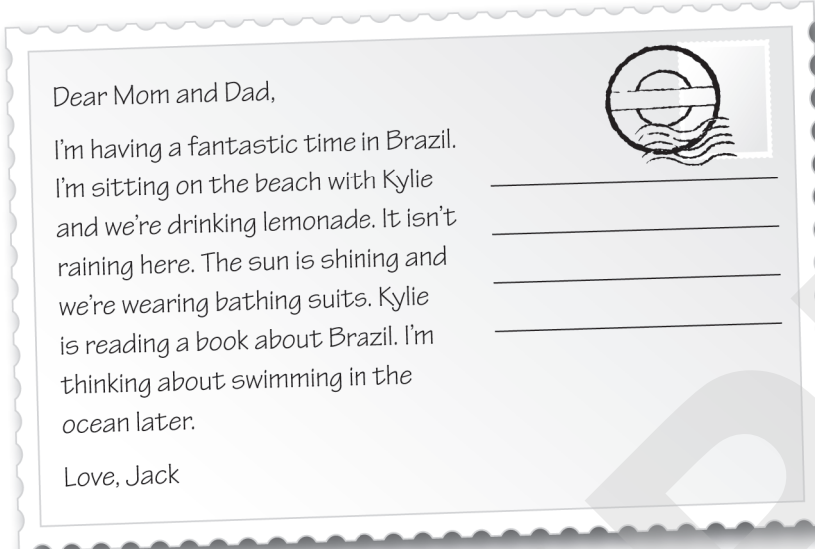 Dear Mom and Dad,
I'm having a fantastic time in Brazil.
I'm sitting on the beach with Kylie
and we're drinking lemonade. It isn't
raining here. The sun is shining and
we're wearing bathing suits. Kylie
is reading a book about Brazil. I'm
thinking about swimming in the
ocean later.
Love, Jack